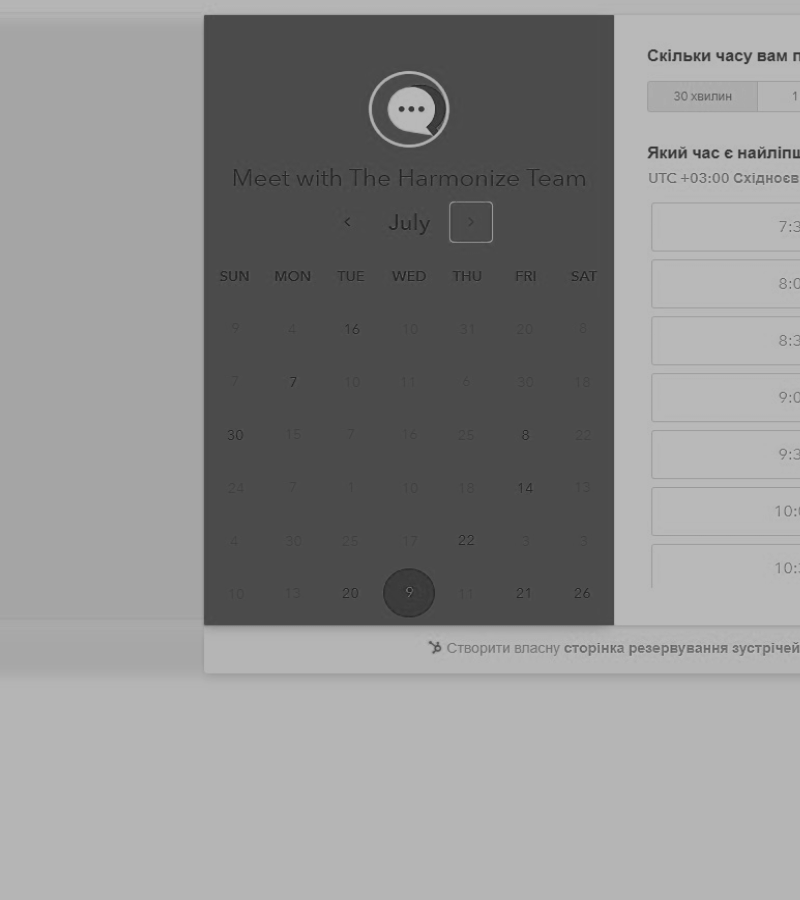 Meet with The Harmonize Team
July
SUN MON TUE WED THU FRI SAT
9 4 16 10 31 20 8
7 7 10 11 6 30 18
30 15 7 16 25 8 22
24 7 1 10 18 14 13
4 30 25 17 22 3 3
10 13 20 9 11 21 26
Скільки часу вам п
30 хвилин 1
Який час є найліпш
UTC +03:00 Східноєв
7:3
8:0
8:3
9:0
9:3
10:0
10:3
Створити власну сторінка резервування зустрічей